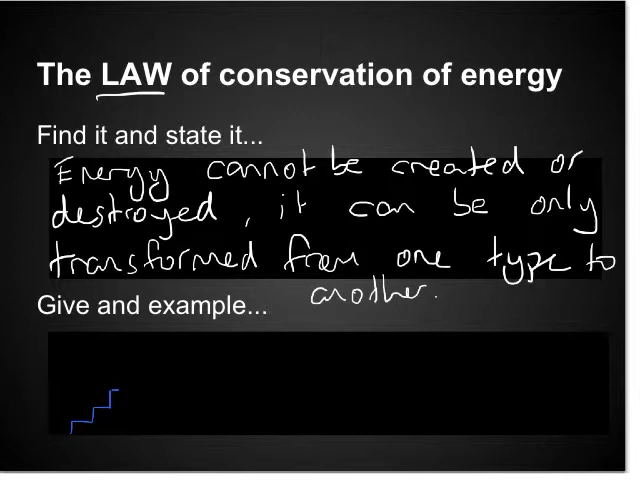 The LAW of conservation of energy
Find it and state it...
Energy cannot be created or
destroyed, it can be only
transformed from one type to
another.
Give and example...